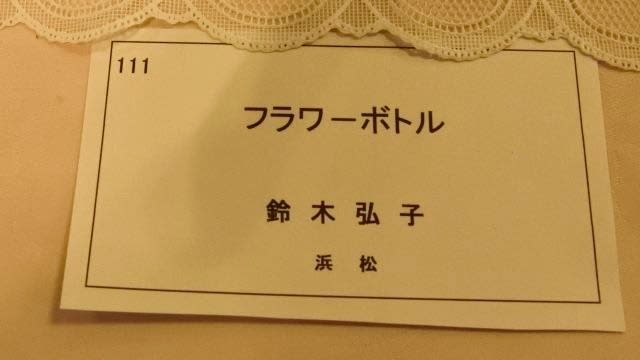 111
フラワーボトル
鈴 木 弘 子
浜 松